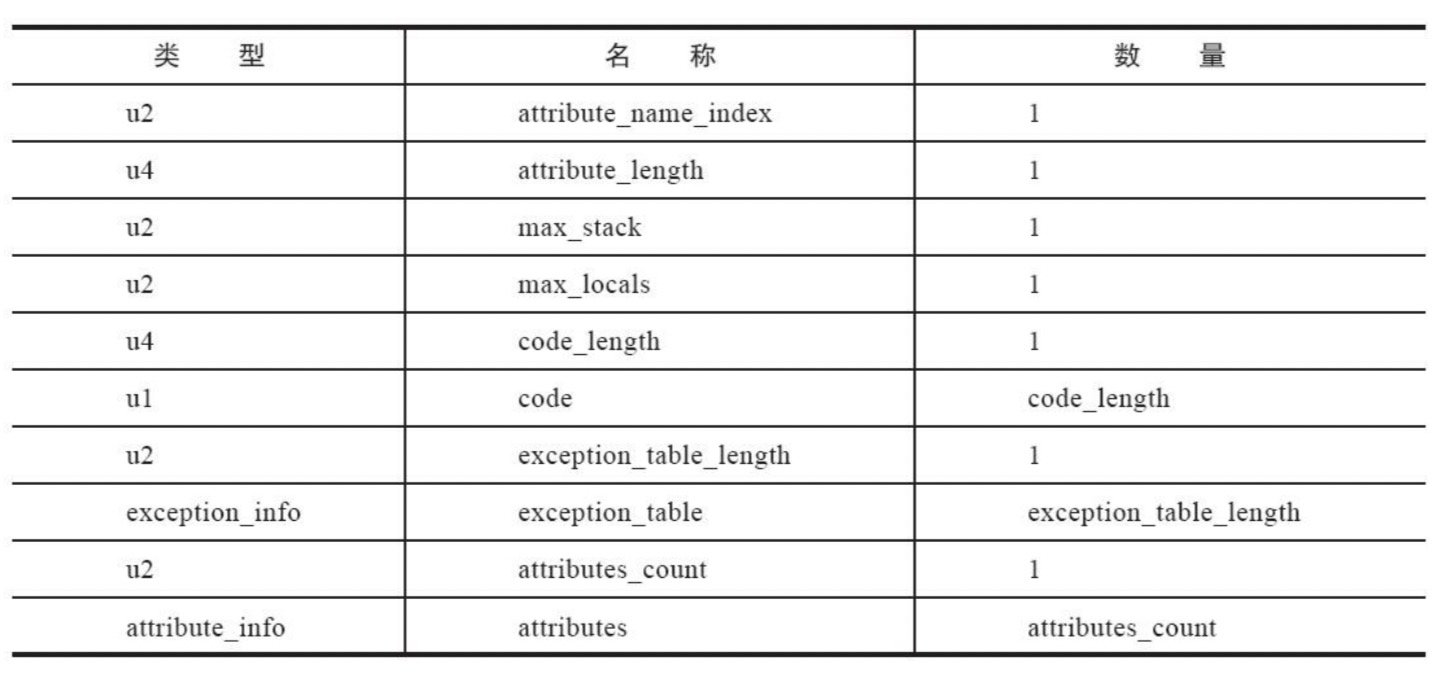 类 型 名 称 数 量
u2 attribute_name_index 1
u4 attribute_length 1
u2 max_stack 1
u2 max_locals 1
u4 code_length 1
u1 code code_length
u2 exception_table_length 1
exception_info exception_table exception_table_length
u2 attributes_count 1
attribute_info attributes attributes_count